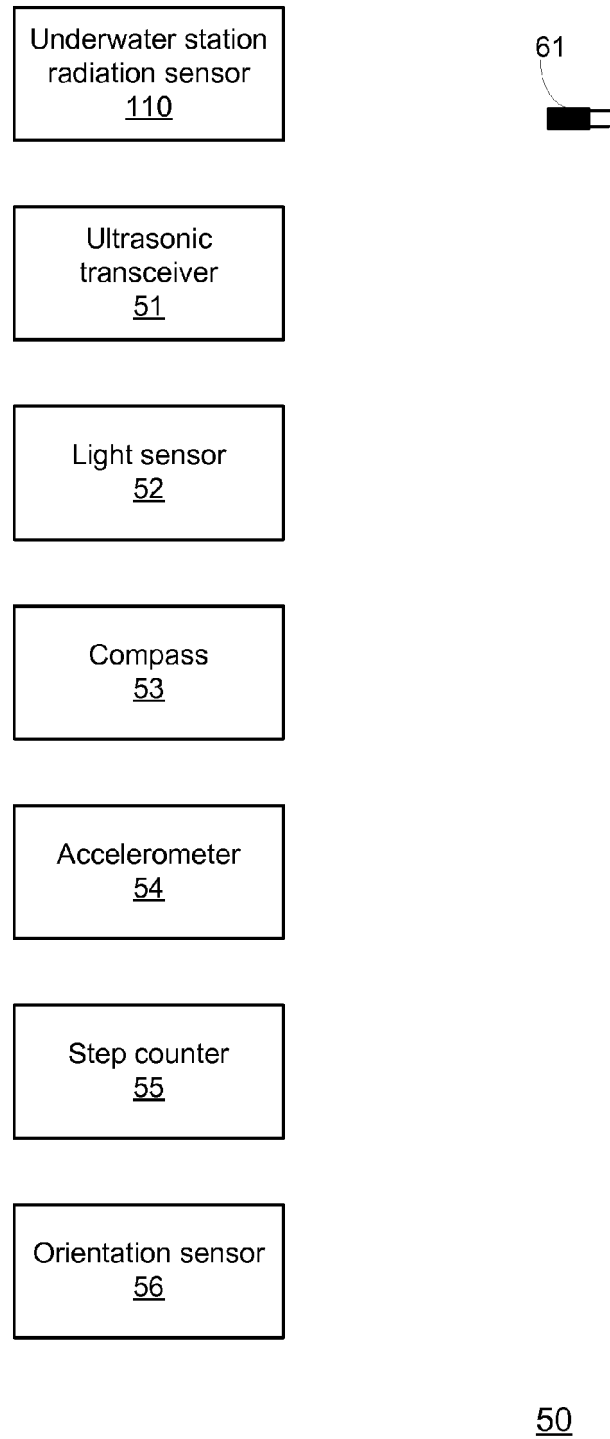 Underwater station
radiation sensor
110
61
Ultrasonic
transceiver
51
Light sensor
52
Compass
53
Accelerometer
54
Step counter
55
Orientation sensor
56
50